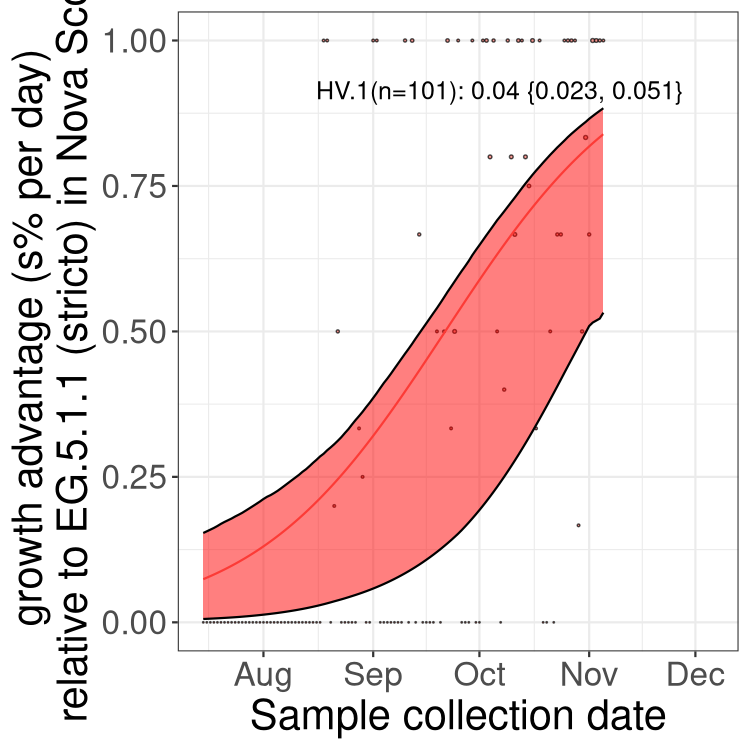 growth advantage (s% per day)
relative to EG.5.1.1 (stricto) in Nova Sco
1.00
0.75
0.50
0.25
0.00
HV.1(n=101): 0.04 {0.023, 0.051}
Aug Sep Oct Nov Dec
Sample collection date